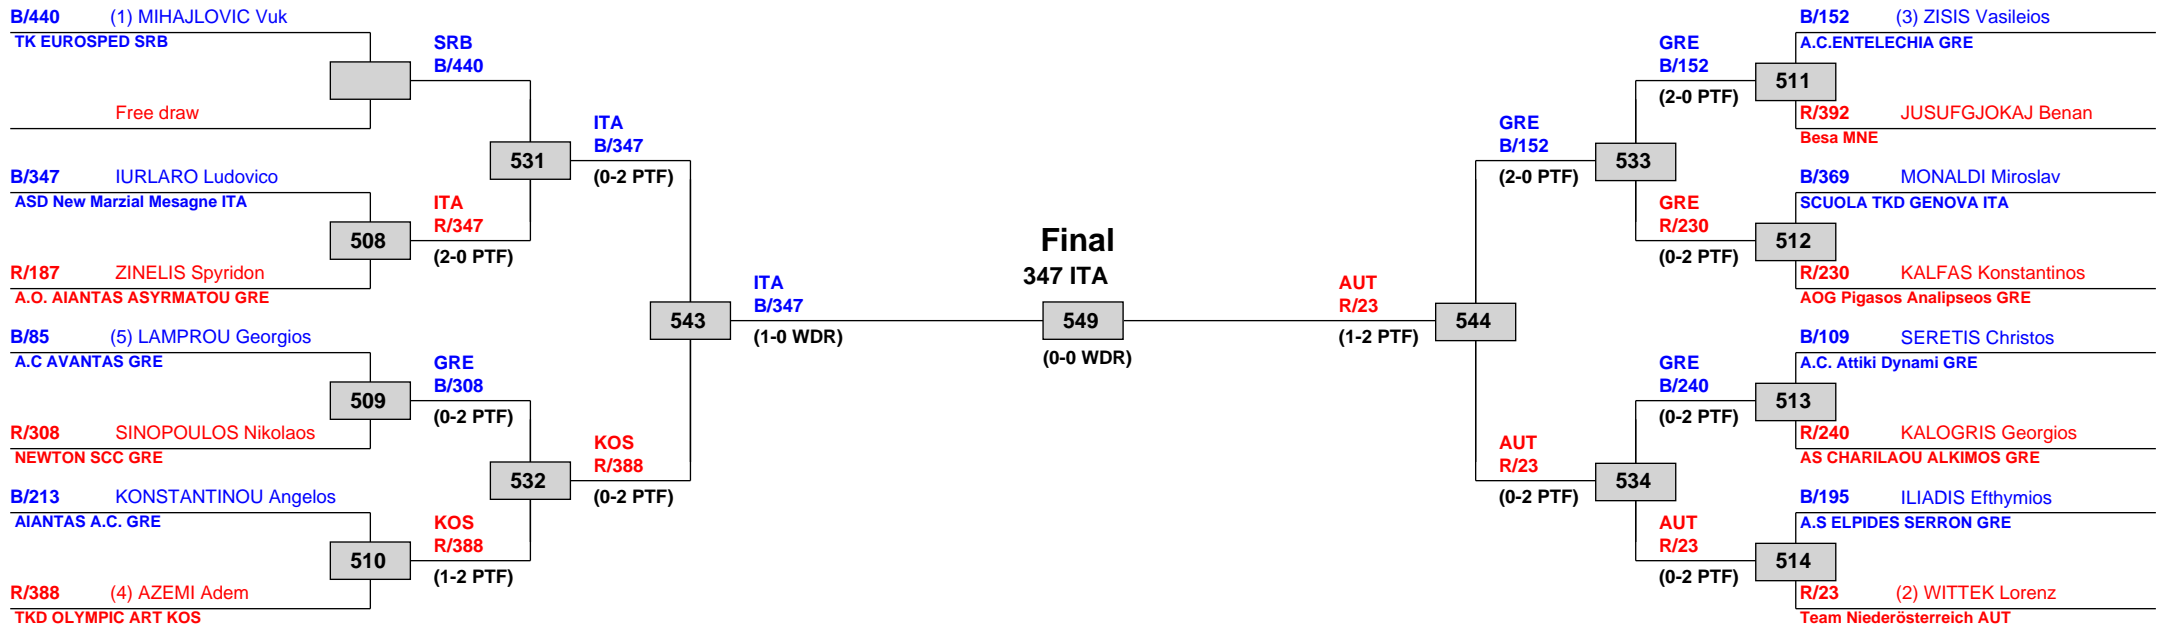 B/440 (1) MIHAJLOVIC Vuk
TK EUROSPED SRB
Free draw
B/347 IURLARO Ludovico
ASD New Marzial Mesagne ITA
508
R/187 ZINELIS Spyridon
A.O. AIANTAS ASYRMATOU GRE
B/85 (5) LAMPROU Georgios
A.C AVANTAS GRE
509
R/308 SINOPOULOS Nikolaos
NEWTON SCC GRE
B/213 KONSTANTINOU Angelos
AIANTAS A.C. GRE
510
R/388 (4) AZEMI Adem
TKD OLYMPIC ART KOS
SRB
B/440
531
ITA
R/347
(2-0 PTF)
GRE
B/308
(0-2 PTF)
532
KOS
R/388
(1-2 PTF)
ITA
B/347
(0-2 PTF)
543
KOS
R/388
(0-2 PTF)
ITA
B/347
(1-0 WDR)
Final
347 ITA
549
(0-0 WDR)
AUT
R/23
(1-2 PTF)
544
GRE
B/152
(2-0 PTF)
533
AUT
R/23
(0-2 PTF)
534
GRE
B/152
(2-0 PTF)
GRE
R/230
(0-2 PTF)
GRE
B/240
(0-2 PTF)
AUT
R/23
(0-2 PTF)
B/152 (3) ZISIS Vasileios
A.C.ENTELECHIA GRE
511
R/392 JUSUFGJOKAJ Benan
Besa MNE
B/369 MONALDI Miroslav
SCUOLA TKD GENOVA ITA
512
R/230 KALFAS Konstantinos
AOG Pigasos Analipseos GRE
B/109 SERETIS Christos
A.C. Attiki Dynami GRE
513
R/240 KALOGRIS Georgios
AS CHARILAOU ALKIMOS GRE
B/195 ILIADIS Efthymios
A.S ELPIDES SERRON GRE
514
R/23 (2) WITTEK Lorenz
Team Niederösterreich AUT